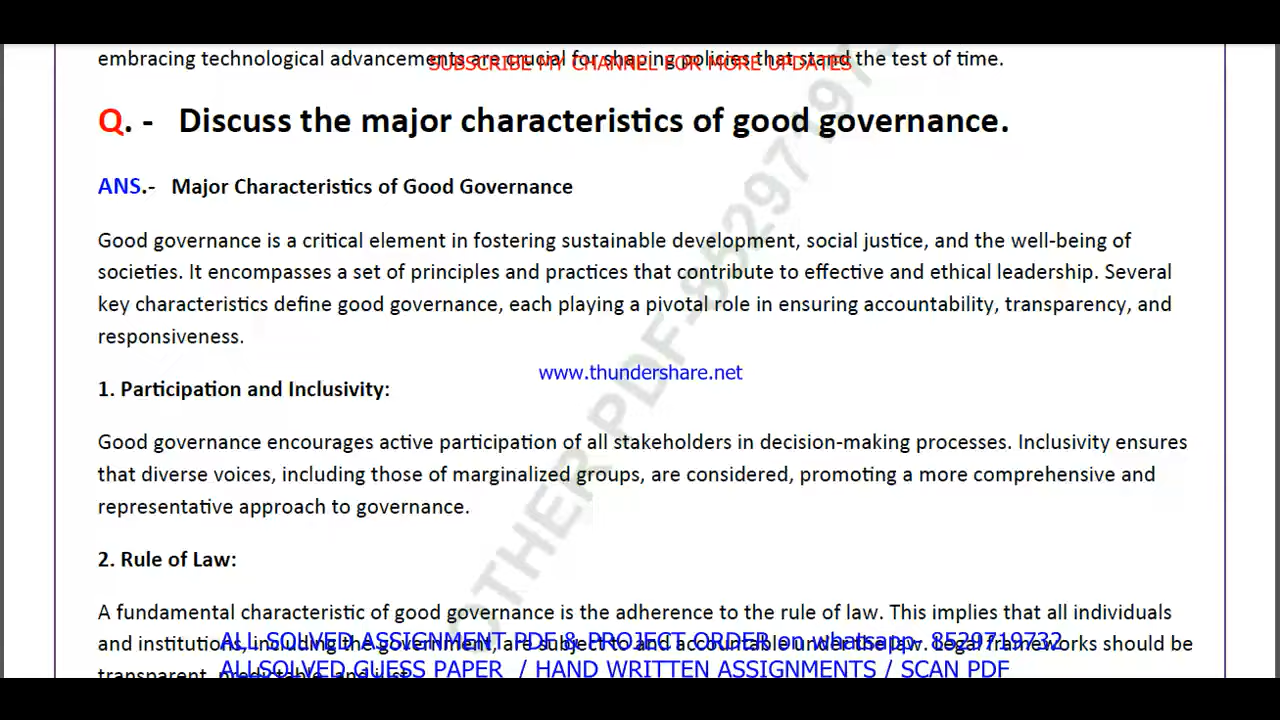 embracing technological advancements are crucial for shaping policies that stand the test of time.
SUBSCRIBE MY CHANNEL FOR MORE UPDATES
Q. - Discuss the major characteristics of good governance.
ANS.- Major Characteristics of Good Governance
Good governance is a critical element in fostering sustainable development, social justice, and the well-being of
societies. It encompasses a set of principles and practices that contribute to effective and ethical leadership. Several
key characteristics define good governance, each playing a pivotal role in ensuring accountability, transparency, and
responsiveness.
www.thundershare.net
1. Participation and Inclusivity:
Good governance encourages active participation of all stakeholders in decision-making processes. Inclusivity ensures
that diverse voices, including those of marginalized groups, are considered, promoting a more comprehensive and
representative approach to governance.
2. Rule of Law:
A fundamental characteristic of good governance is the adherence to the rule of law. This implies that all individuals
and institutions, including the government, are subject to and accountable under the law. Legal frameworks should be
ALL SOLVED ASSIGNMENT PDF & PROJECT ORDER on whatsapp- 8529719732
transparent, predictable, and just.
ALLSOLVED GUESS PAPER / HAND WRITTEN ASSIGNMENTS / SCAN PDF
OTHER PDF-852971973